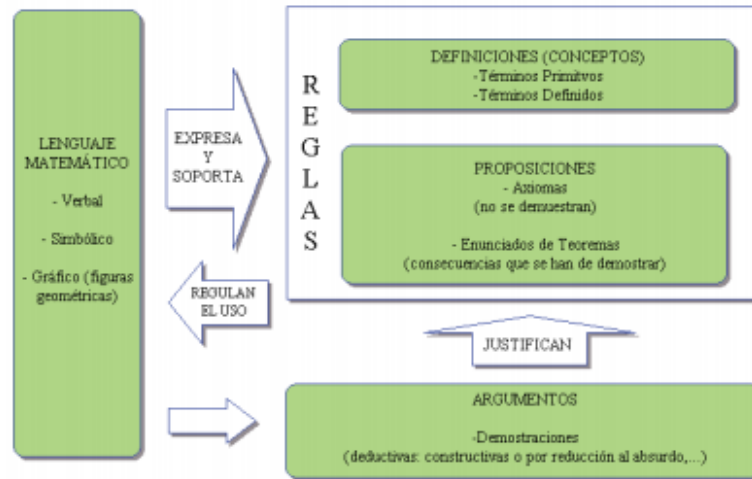 LENGUAJE
MATEMÁTICO
- Verbal
- Simbólico
- Gráfico (figuras
geométricas)
EXPRESA
Y
SOPORTA
REGULAN
EL USO
REGLAS
DEFINICIONES (CONCEPTOS)
-Términos Primitvos
-Términos Definidos
PROPOSICIONES
- Axiomas
(no se demuestran)
- Enunciados de Teoremas
(consecuencias que se han de demostrar)
JUSTIFICAN
ARGUMENTOS
-Demostraciones
(deductivas: constructivas o por reducción al absurdo,...)